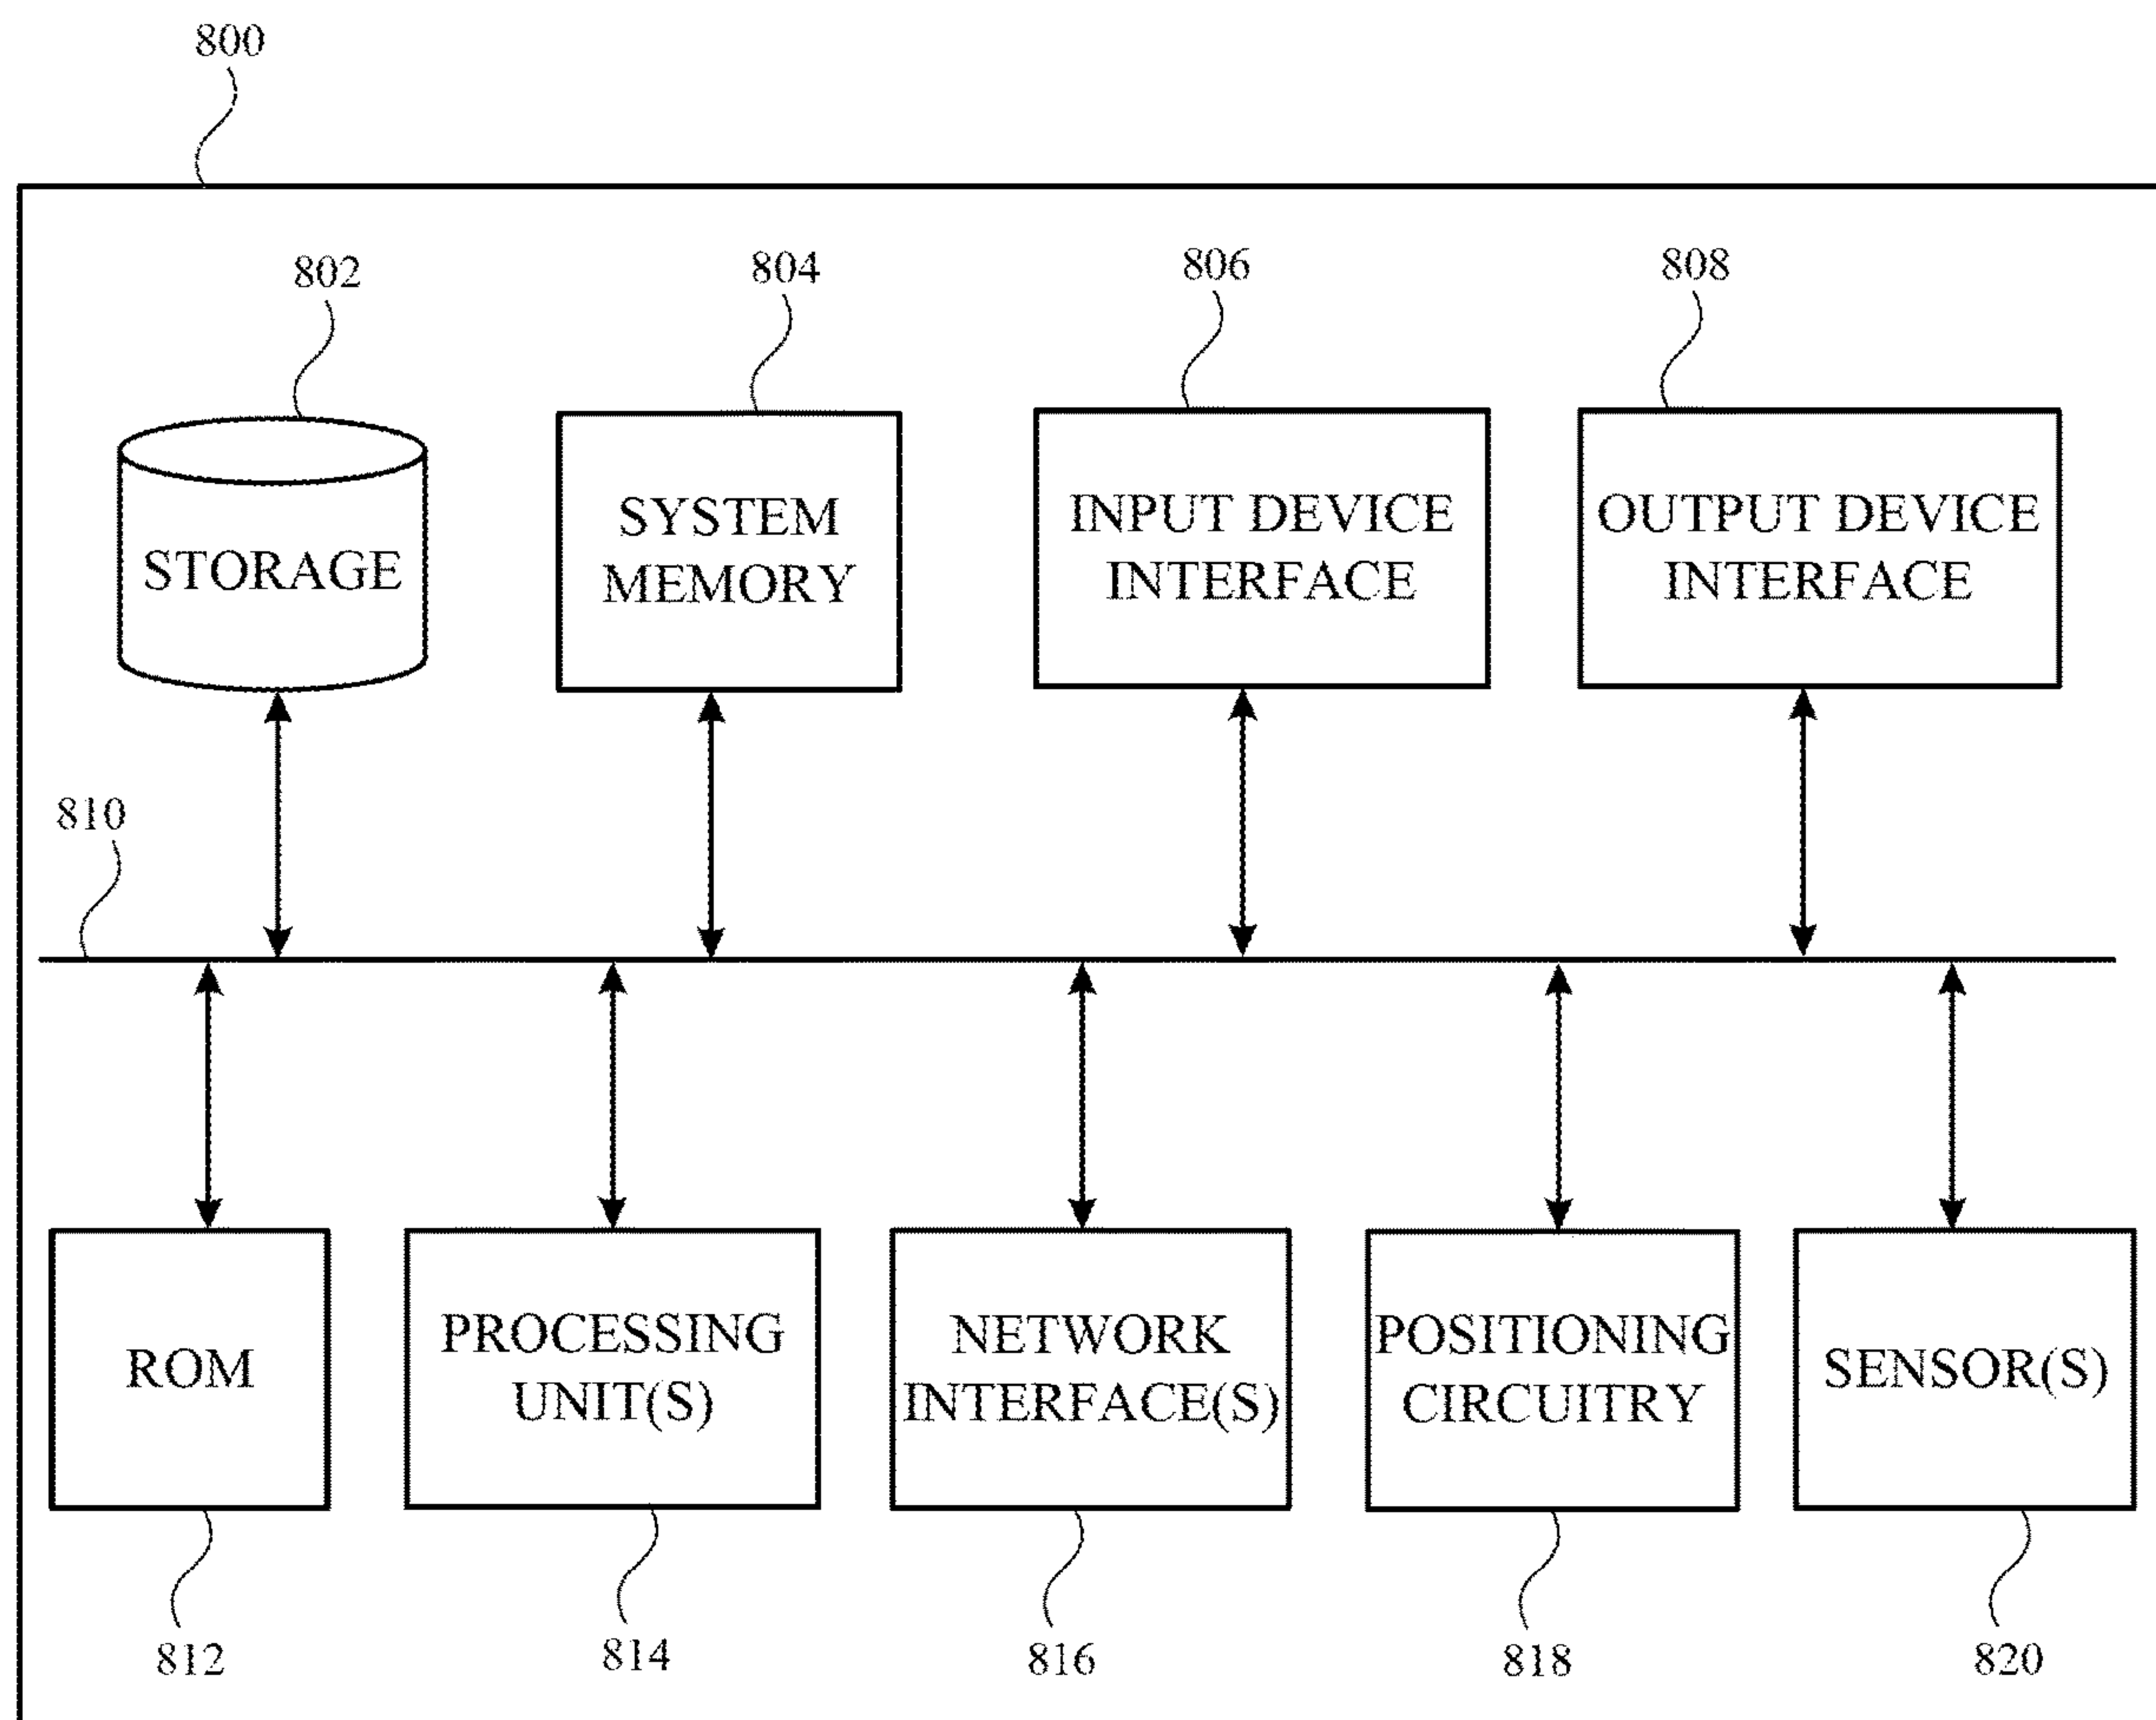 800
802
804
806
808
STORAGE
SYSTEM
MEMORY
INPUT DEVICE
INTERFACE
OUTPUT DEVICE
INTERFACE
810
ROM
PROCESSING
UNIT(S)
NETWORK
INTERFACE(S)
POSITIONING
CIRCUITRY
SENSOR(S)
812
814
816
818
820